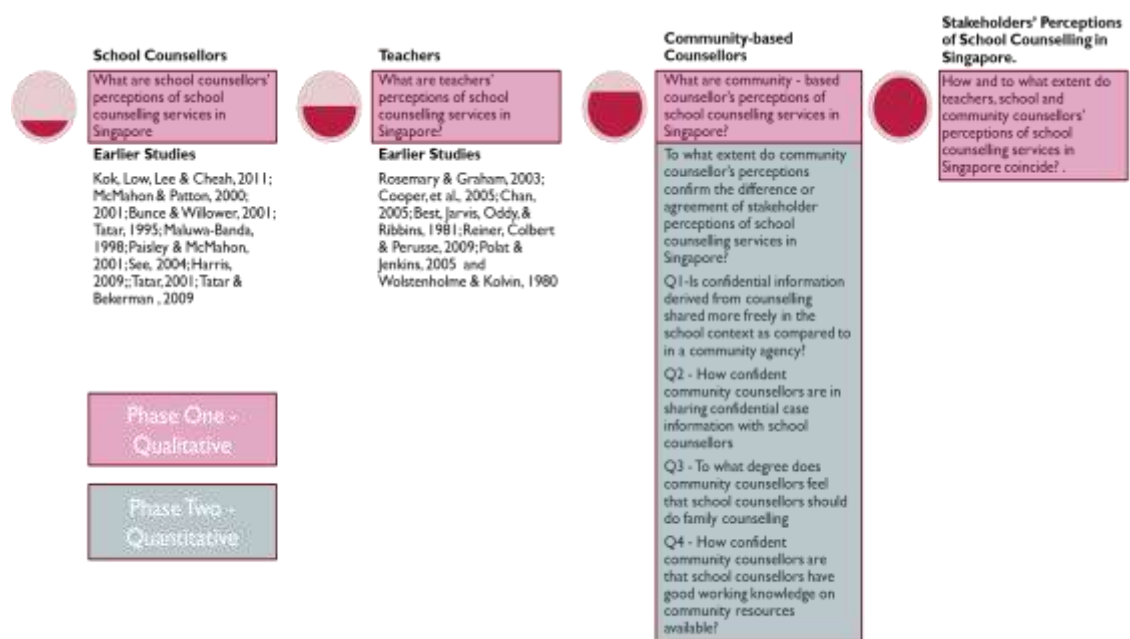 School Counsellors
What are school counsellors'
perceptions of school
counselling services in
Singapore
Earlier Studies
Kok, Low, Lee & Cheah, 2011;
McMahon & Patton, 2000;
2001;Bunce & Willower, 2001;
Tatar, 1995; Maluwa-Banda,
1998; Paisley & McMahon,
2001; See, 2004; Harris,
2009;;Tatar,2001; Tatar &
Bekerman , 2009
Phase One -
Qualitative
Phase Two -
Quantitative
Teachers
What are teachers'
perceptions of school
counselling services in
Singapore?
Earlier Studies
Rosemary & Graham, 2003;
Cooper, et al., 2005; Chan,
2005; Best, Jarvis, Oddy, &
Ribbins, 1981; Reiner, Colbert
& Perusse, 2009; Polat &
Jenkins, 2005 and
Wolstenholme & Kolvin, 1980
Community-based
Counsellors
What are community - based
counsellor's perceptions of
school counselling services in
Singapore?
To what extent do community
counsellor's perceptions
confirm the difference or
agreement of stakeholder
perceptions of school
counselling services in
Singapore?
Q1-Is confidential information
derived from counselling
shared more freely in the
school context as compared to
in a community agency?
Q2 - How confident
community counsellors are in
sharing confidential case
information with school
counsellors
Q3 - To what degree does
community counsellors feel
that school counsellors should
do family counselling
Q4 - How confident
community counsellors are
that school counsellors have
good working knowledge on
community resources
available?
Stakeholders' Perceptions
of School Counselling in
Singapore.
How and to what extent do
teachers, school and
community counsellors'
perceptions of school
counselling services in
Singapore coincide? .